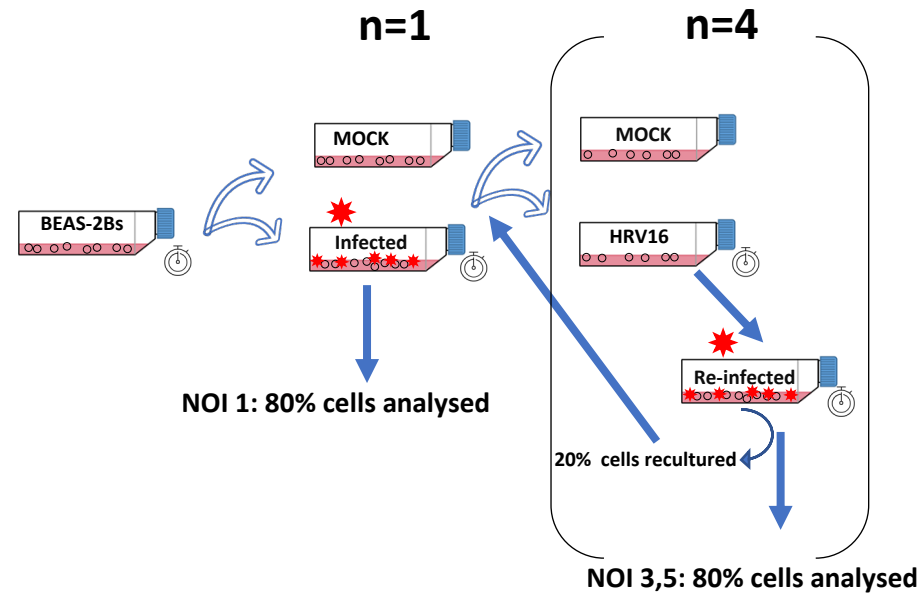 n=1
n=4
MOCK
MOCK
BEAS-2Bs
Infected
HRV16
Re-infected
NOI 1: 80% cells analysed
20% cells recultured
NOI 3,5: 80% cells analysed